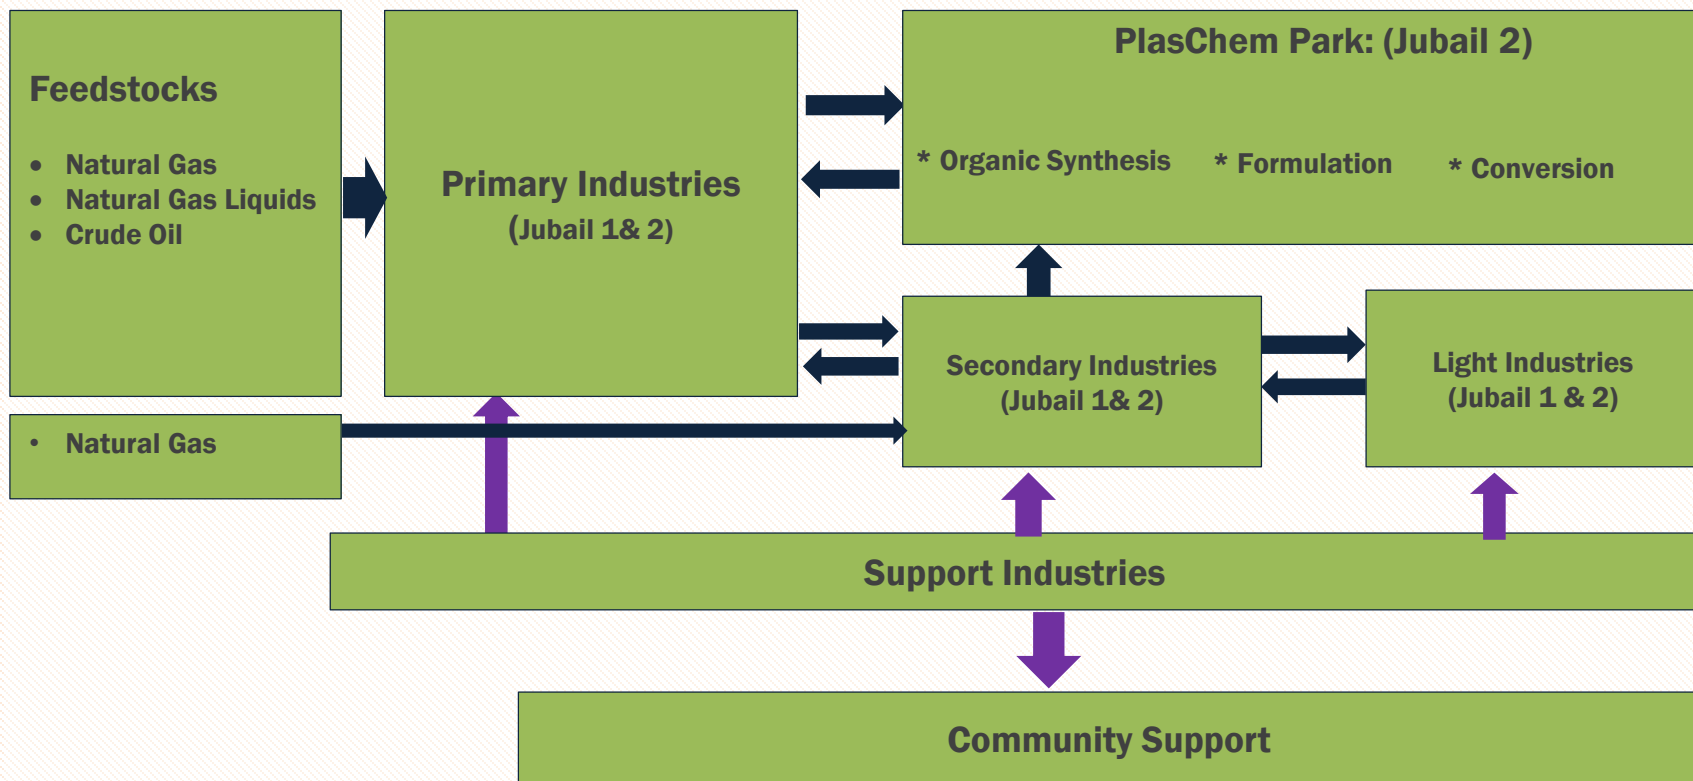 Feedstocks
• Natural Gas
• Natural Gas Liquids
• Crude Oil
• Natural Gas
Primary Industries
(Jubail 1& 2)
PlasChem Park: (Jubail 2)
* Organic Synthesis
* Formulation
* Conversion
Secondary Industries
(Jubail 1& 2)
Light Industries
(Jubail 1 & 2)
Support Industries
Community Support